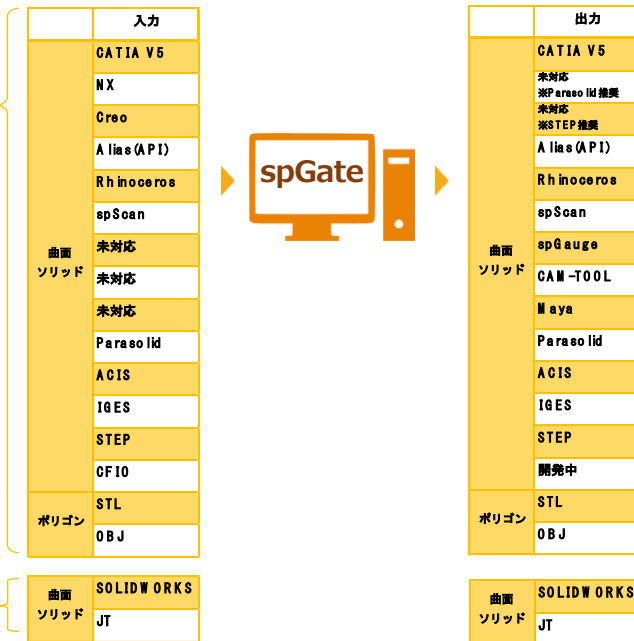 入力
曲面
ソリッド
CATIA V5
NX
Creo
Alias(API)
Rhinoceros
spScan
未対応
未対応
未対応
Parasolid
ACIS
IGES
STEP
CFIO
ポリゴン
STL
OBJ
曲面
ソリッド
SOLIDWORKS
JT
spGate
出力
曲面
ソリッド
CATIA V5
未対応
※Parasolid推奨
未対応
※STEP推奨
Alias(API)
Rhinoceros
spScan
spGauge
CAM-TOOL
Maya
Parasolid
ACIS
IGES
STEP
開発中
ポリゴン
STL
OBJ
曲面
ソリッド
SOLIDWORKS
JT